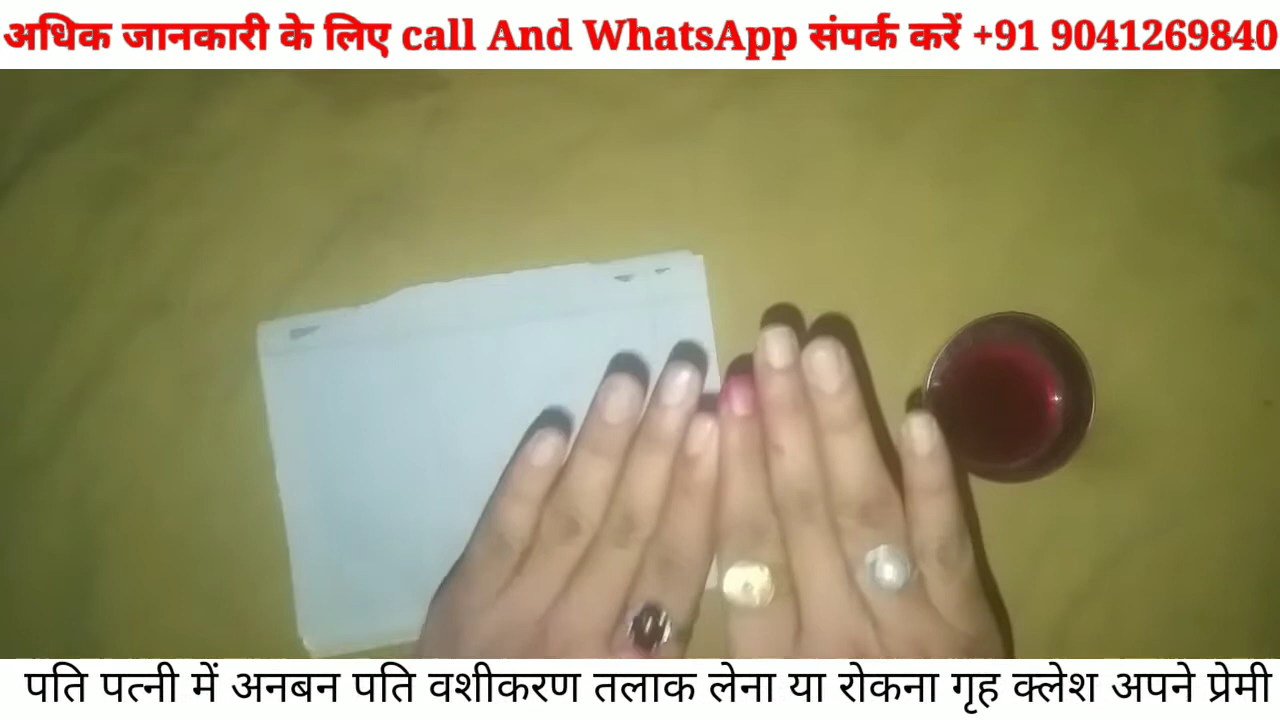 अधिक जानकारी के लिए call And WhatsApp संपर्क करें +91 9041269840
पति पत्नी में अनबन पति वशीकरण तलाक लेना या रोकना गृह क्लेश अपने प्रेमी